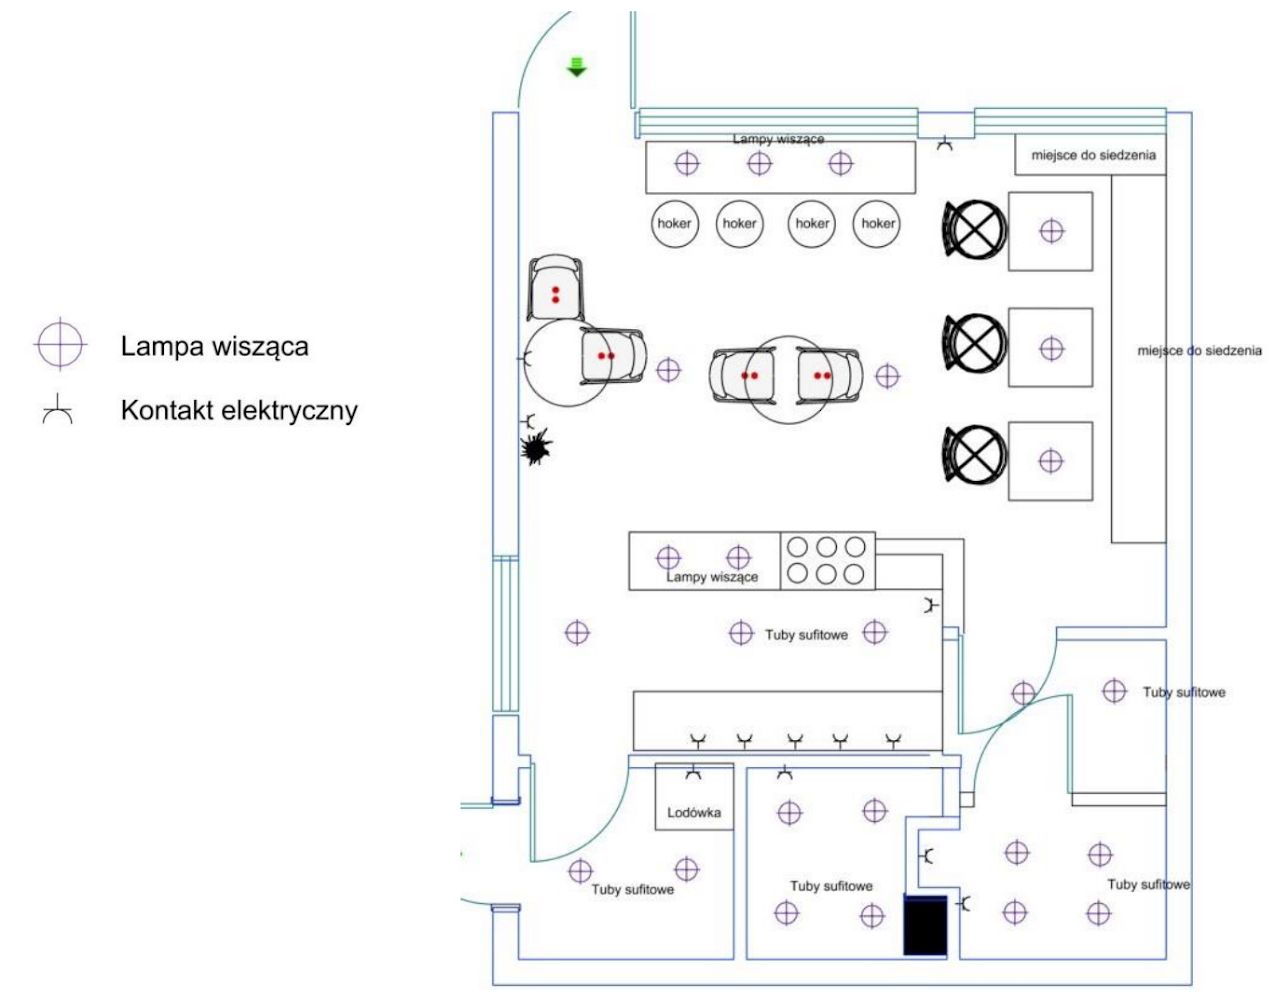 Lampy wiszące
miejsce do siedzenia
hoker
hoker
hoker
hoker
Lampa wisząca
miejsce do siedzenia
Kontakt elektryczny
Lampy wiszące
Tuby sufitowe
Tuby sufitowe
Lodówka
Tuby sufitowe
Tuby sufitowe
Tuby sufitowe